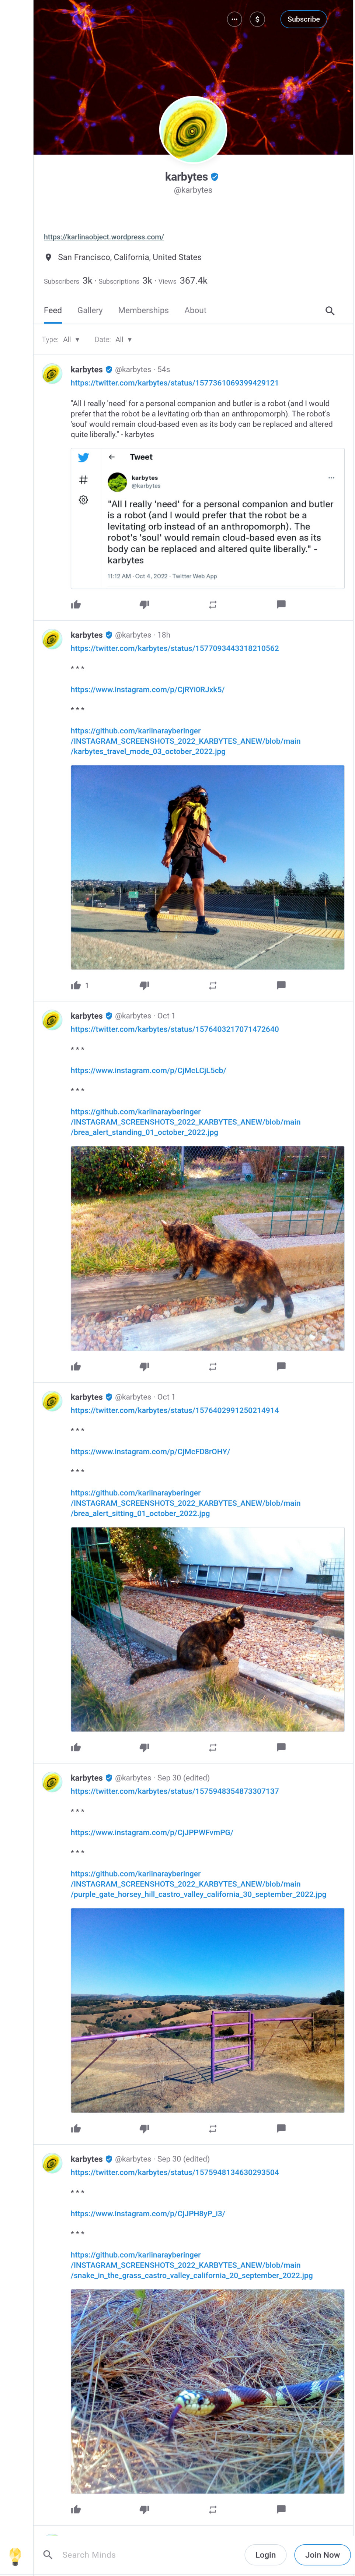 $
Subscribe
karbytes
@karbytes
https://karlinaobject.wordpress.com/
San Francisco, California, United States
Subscribers 3k · Subscriptions 3k · Views 367.4k
Feed Gallery Memberships About
Type: All ▾ Date: All ▾
karbytes @karbytes · 54s
https://twitter.com/karbytes/status/1577361069399429121
"All I really 'need' for a personal companion and butler is a robot (and I would
prefer that the robot be a levitating orb than an anthropomorph). The robot's
'soul' would remain cloud-based even as its body can be replaced and altered
quite liberally." - karbytes
Tweet
karbytes
@karbytes
"All I really 'need' for a personal companion and butler
is a robot (and I would prefer that the robot be a
levitating orb instead of an anthropomorph). The
robot's 'soul' would remain cloud-based even as its
body can be replaced and altered quite liberally." -
karbytes
11:12 AM · Oct 4, 2022 · Twitter Web App
karbytes @karbytes · 18h
https://twitter.com/karbytes/status/1577093443318210562
* * *
https://www.instagram.com/p/CjRYi0RJxk5/
* * *
https://github.com/karlinarayberinger
/INSTAGRAM_SCREENSHOTS_2022_KARBYTES_ANEW/blob/main
/karbytes_travel_mode_03_october_2022.jpg
1
karbytes @karbytes · Oct 1
https://twitter.com/karbytes/status/1576403217071472640
* * *
https://www.instagram.com/p/CjMcLCjL5cb/
* * *
https://github.com/karlinarayberinger
/INSTAGRAM_SCREENSHOTS_2022_KARBYTES_ANEW/blob/main
/brea_alert_standing_01_october_2022.jpg
karbytes @karbytes · Oct 1
https://twitter.com/karbytes/status/1576402991250214914
* * *
https://www.instagram.com/p/CjMcFD8rOHY/
* * *
https://github.com/karlinarayberinger
/INSTAGRAM_SCREENSHOTS_2022_KARBYTES_ANEW/blob/main
/brea_alert_sitting_01_october_2022.jpg
karbytes @karbytes · Sep 30 (edited)
https://twitter.com/karbytes/status/1575948354873307137
* * *
https://www.instagram.com/p/CjJPPWFvmPG/
* * *
https://github.com/karlinarayberinger
/INSTAGRAM_SCREENSHOTS_2022_KARBYTES_ANEW/blob/main
/purple_gate_horsey_hill_castro_valley_california_30_september_2022.jpg
karbytes @karbytes · Sep 30 (edited)
https://twitter.com/karbytes/status/1575948134630293504
* * *
https://www.instagram.com/p/CjJPH8yP_i3/
* * *
https://github.com/karlinarayberinger
/INSTAGRAM_SCREENSHOTS_2022_KARBYTES_ANEW/blob/main
/snake_in_the_grass_castro_valley_california_20_september_2022.jpg
Search Minds
Login
Join Now